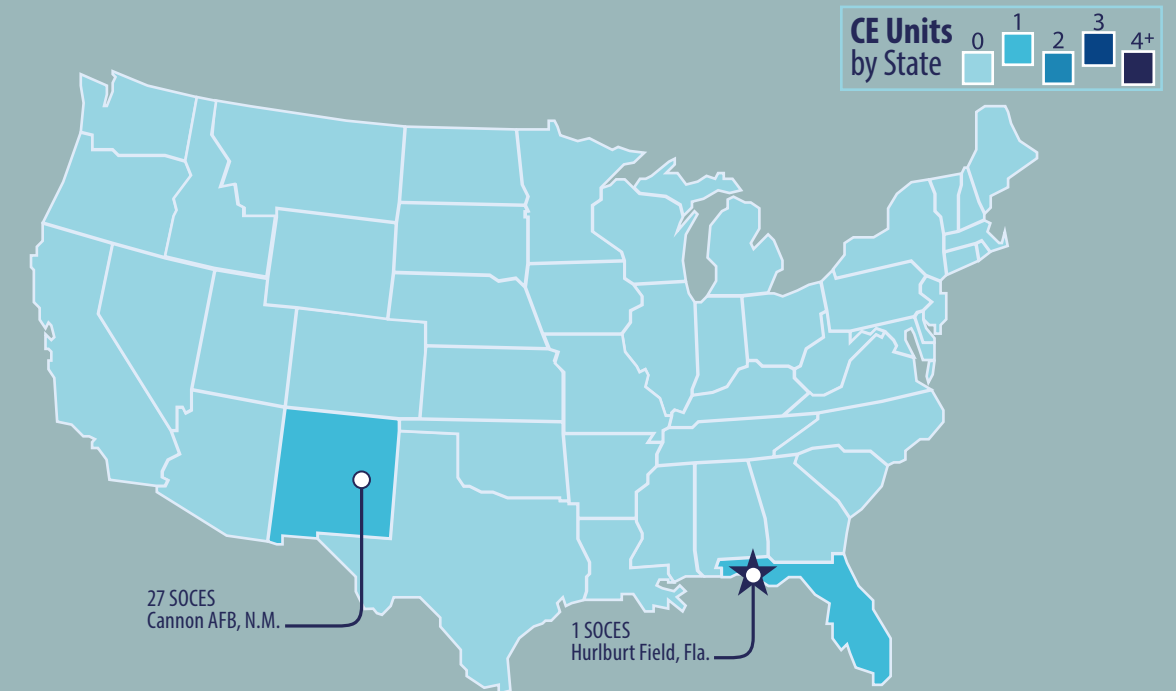 CE Units
by State
0
1
2
3
4+
27 SOCES
Cannon AFB, N.M.
1 SOCES
Hurlburt Field, Fla.